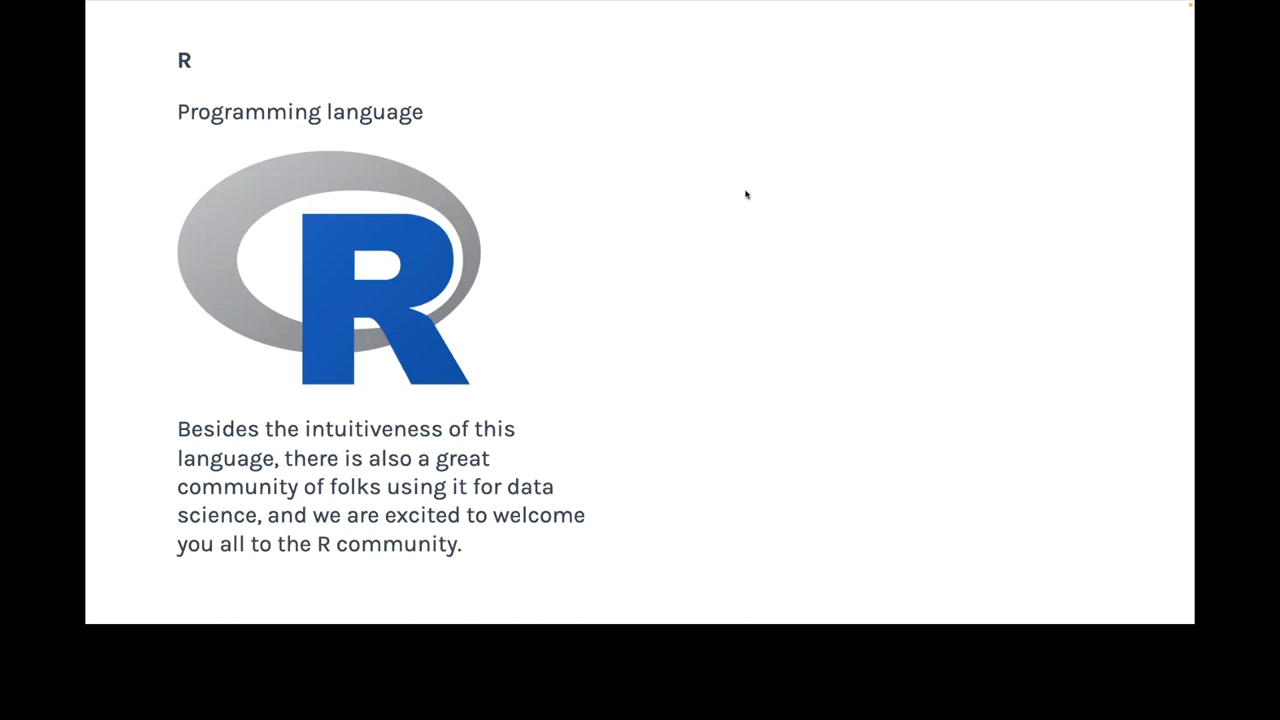 R
Programming language
R
Besides the intuitiveness of this
language, there is also a great
community of folks using it for data
science, and we are excited to welcome
you all to the R community.